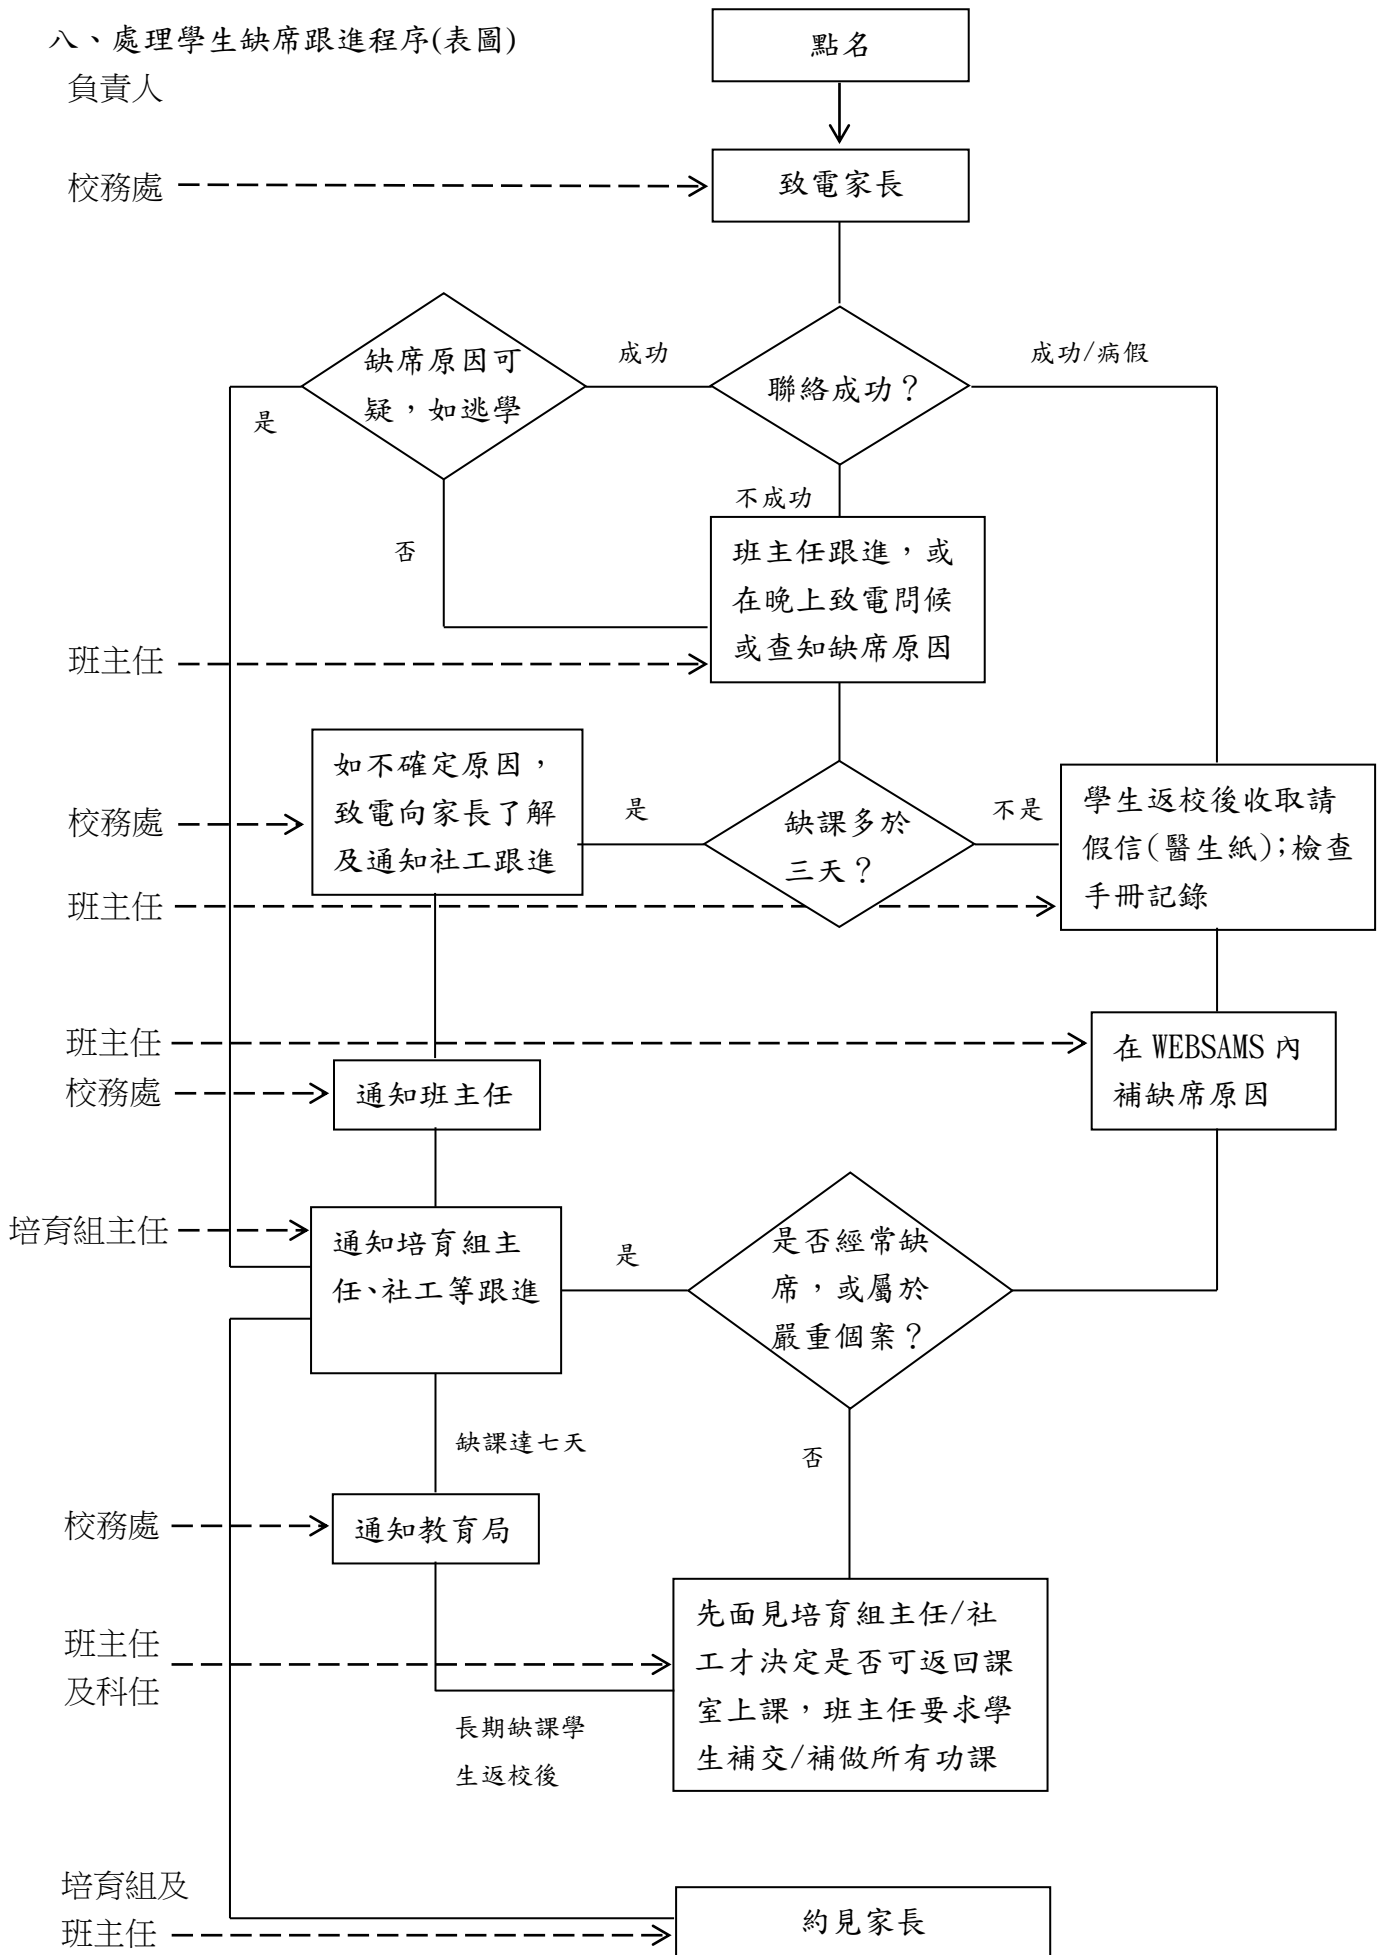 八、處理學生缺席跟進程序(表圖)
負責人
點名
校務處
致電家長
缺席原因可
疑，如逃學
成功
聯絡成功？
成功/病假
是
不成功
否
班主任跟進，或
在晚上致電問候
或查知缺席原因
班主任
如不確定原因，
致電向家長了解
及通知社工跟進
校務處
是
缺課多於
三天？
不是
學生返校後收取請
假信(醫生紙);檢查
手冊記錄
班主任
班主任
在 WEBSAMS 內
補缺席原因
校務處
通知班主任
培育組主任
通知培育組主
任、社工等跟進
是
是否經常缺
席，或屬於
嚴重個案？
缺課達七天
否
校務處
通知教育局
班主任
及科任
先面見培育組主任/社
工才決定是否可返回課
室上課，班主任要求學
生補交/補做所有功課
長期缺課學
生返校後
培育組及
班主任
約見家長